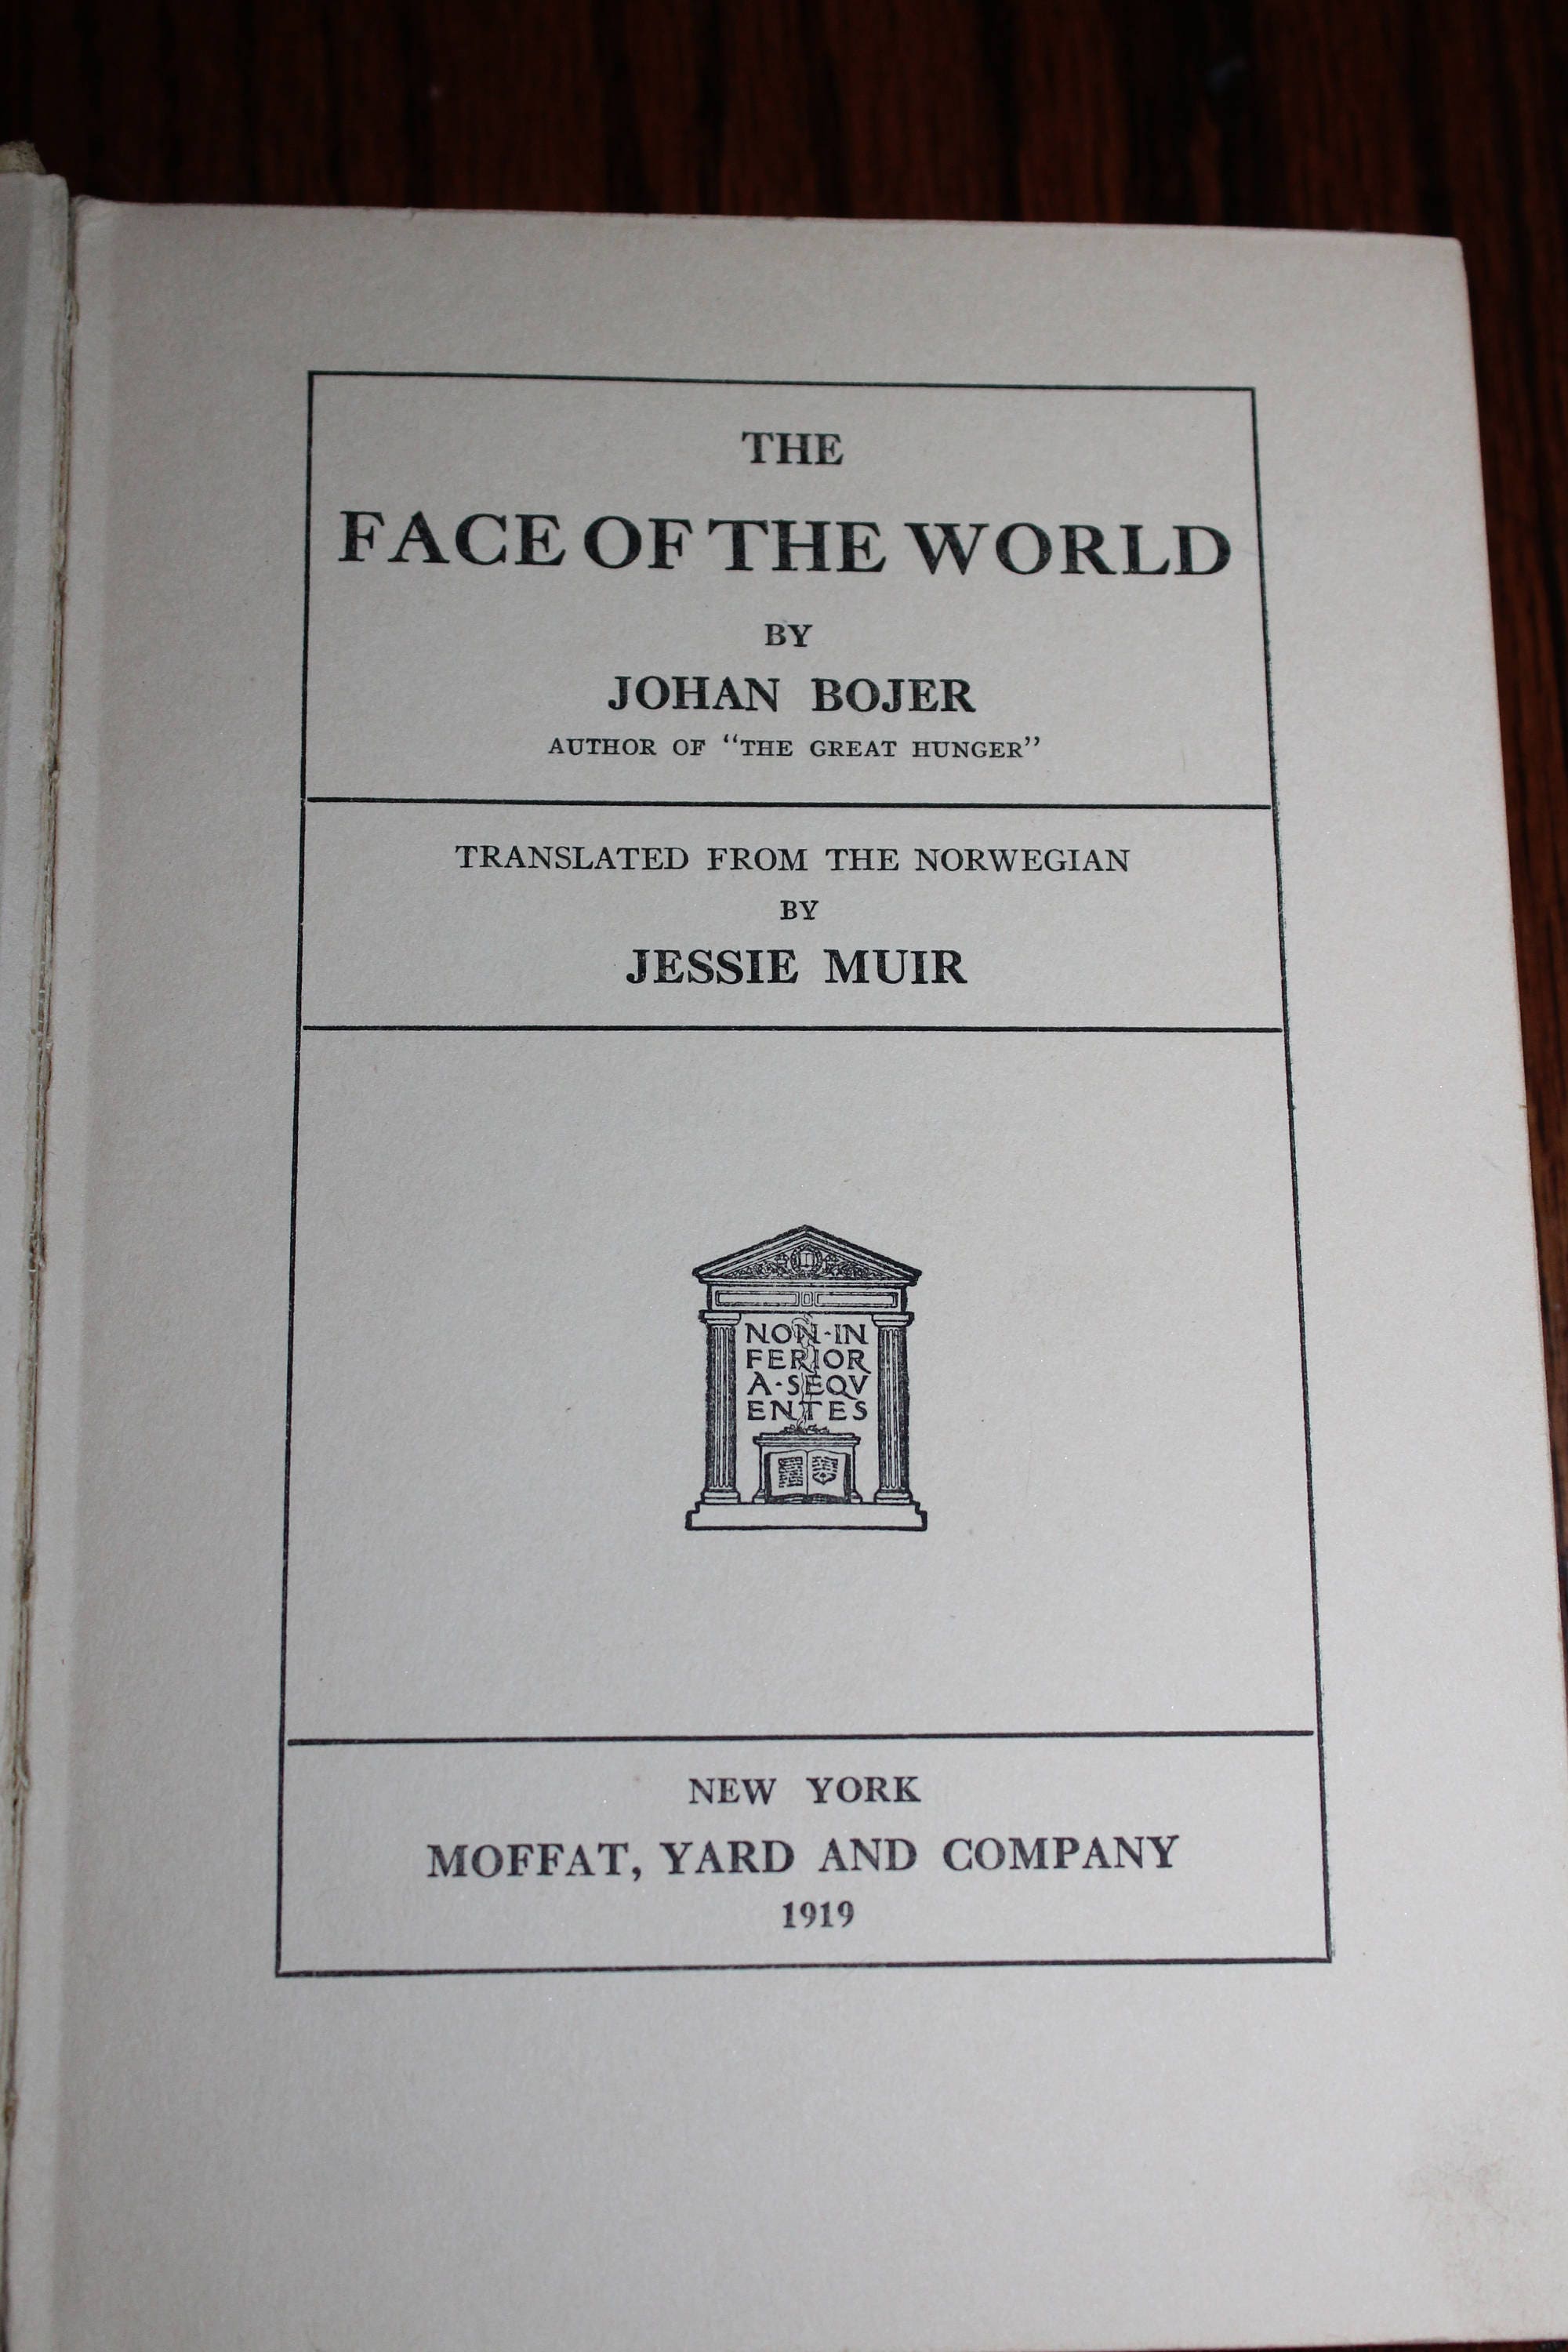 THE
FACE OF THE WORLD
BY
JOHAN BOJER
AUTHOR OF “THE GREAT HUNGER”
TRANSLATED FROM THE NORWEGIAN
BY
JESSIE MUIR
NON·IN
FERIOR
A·SEQV
ENTES
NEW YORK
MOFFAT, YARD AND COMPANY
1919